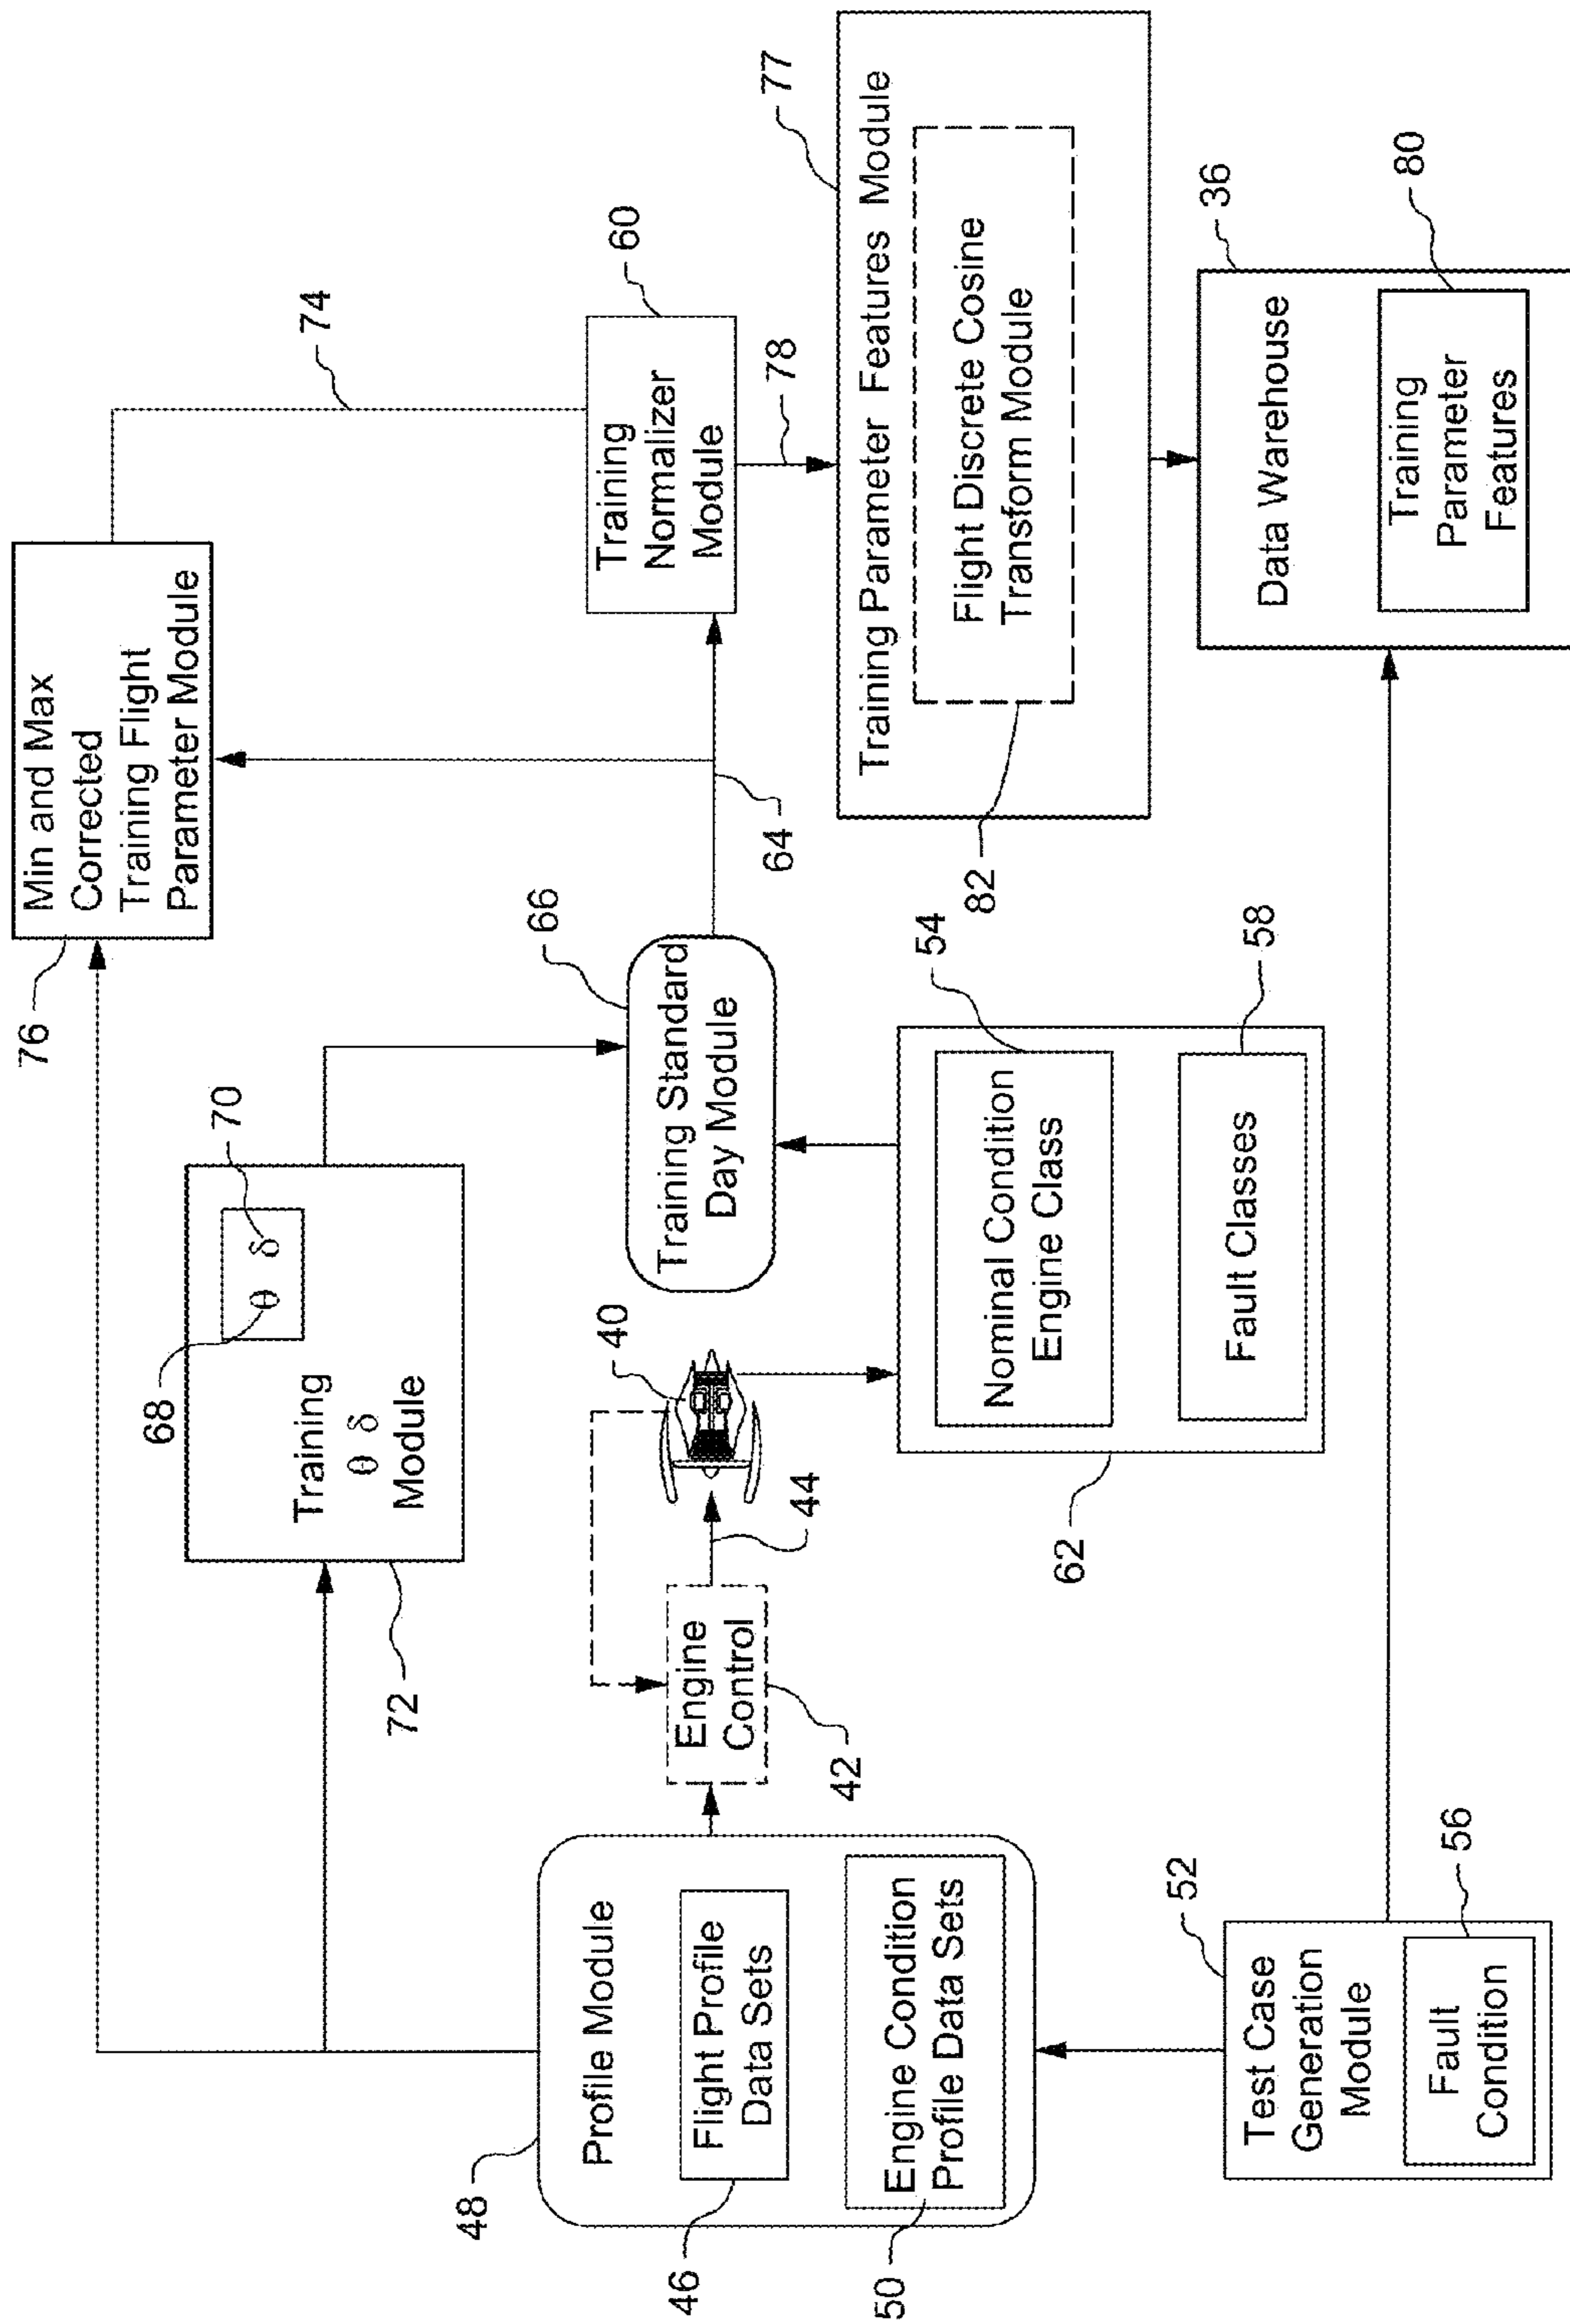 76
Min and Max
Corrected
Training Flight
Parameter Module
74
68
θ δ
70
Training
θ δ
Module
72
66
Training Standard
Day Module
64
60
Training
Normalizer
Module
78
77
Training Parameter Features Module
Flight Discrete Cosine
Transform Module
82
48
Profile Module
46
Flight Profile
Data Sets
50
Engine Condition
Profile Data Sets
Engine
Control
42
44
40
62
Nominal Condition
Engine Class
54
Fault Classes
58
52
Test Case
Generation
Module
Fault
Condition
56
36
Data Warehouse
Training
Parameter
Features
80